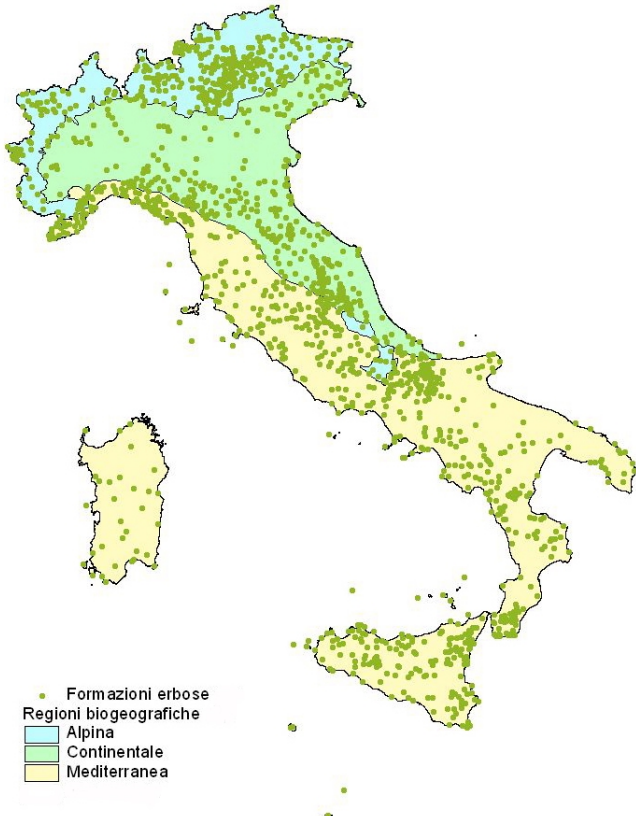 Formazioni erbose
Regioni biogeografiche
Alpina
Continentale
Mediterranea